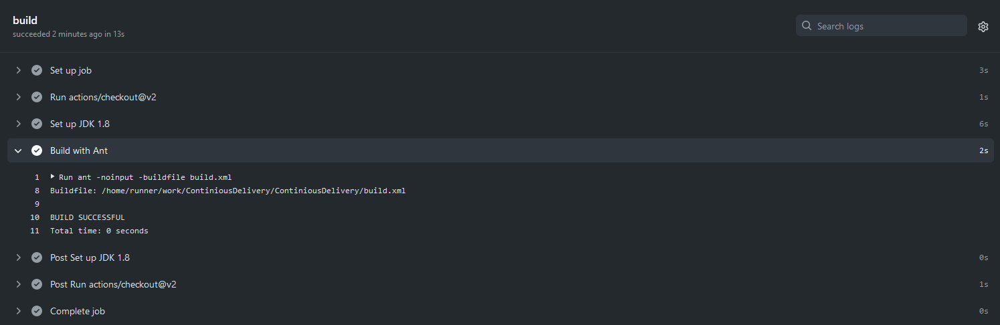 build
succeeded 2 minutes ago in 13s
Search logs
Set up job 3s
Run actions/checkout@v2 1s
Set up JDK 1.8 6s
Build with Ant 2s
1 Run ant -noinput -buildfile build.xml
8 Buildfile: /home/runner/work/ContiniousDelivery/ContiniousDelivery/build.xml
9
10 BUILD SUCCESSFUL
11 Total time: 0 seconds
Post Set up JDK 1.8 0s
Post Run actions/checkout@v2 1s
Complete job 0s